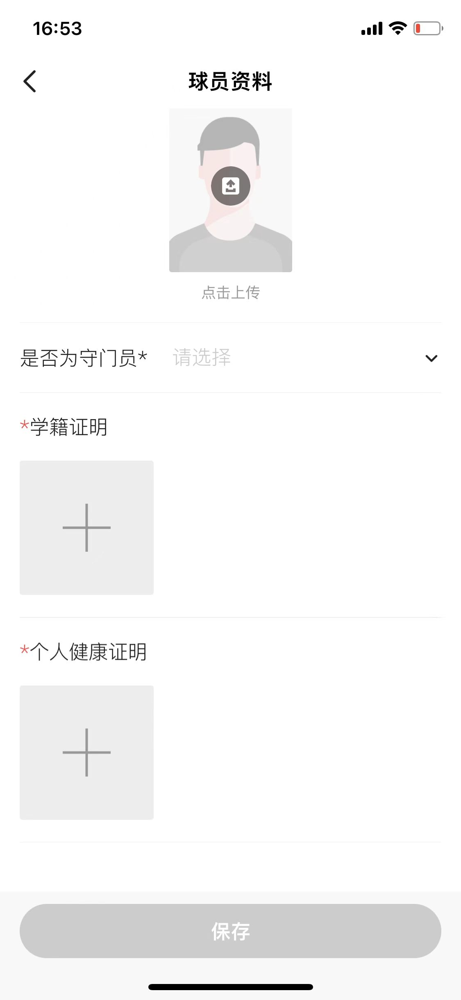 16:53
球员资料
点击上传
是否为守门员* 请选择
*学籍证明
*个人健康证明
保存